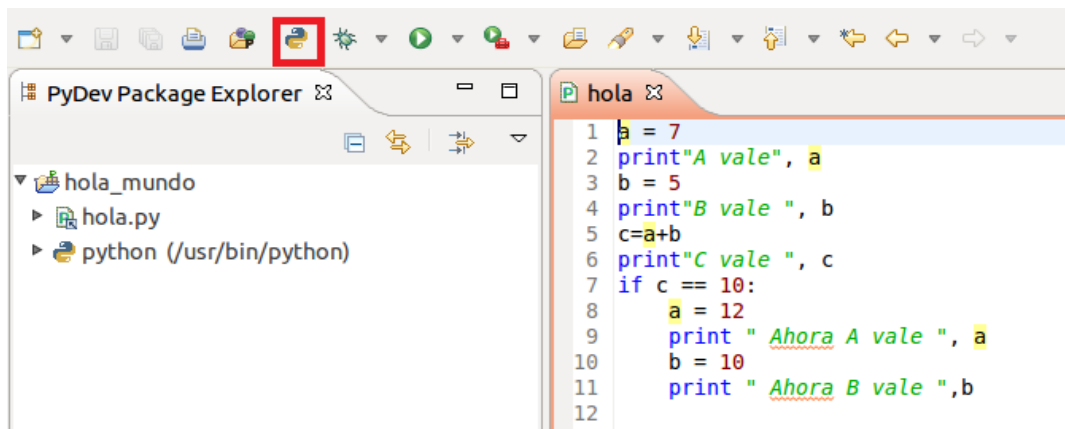 PyDev Package Explorer
hola_mundo
hola.py
python (/usr/bin/python)
hola
1 a = 7
2 print"A vale", a
3 b = 5
4 print"B vale ", b
5 c=a+b
6 print"C vale ", c
7 if c == 10:
8     a = 12
9     print " Ahora A vale ", a
10     b = 10
11     print " Ahora B vale ",b
12